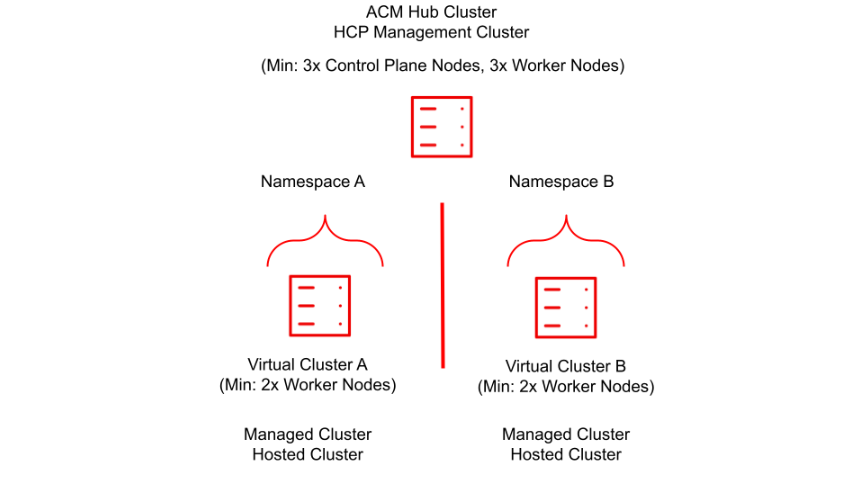 ACM Hub Cluster
HCP Management Cluster
(Min: 3x Control Plane Nodes, 3x Worker Nodes)
Namespace A
Namespace B
Virtual Cluster A
(Min: 2x Worker Nodes)
Virtual Cluster B
(Min: 2x Worker Nodes)
Managed Cluster
Hosted Cluster
Managed Cluster
Hosted Cluster